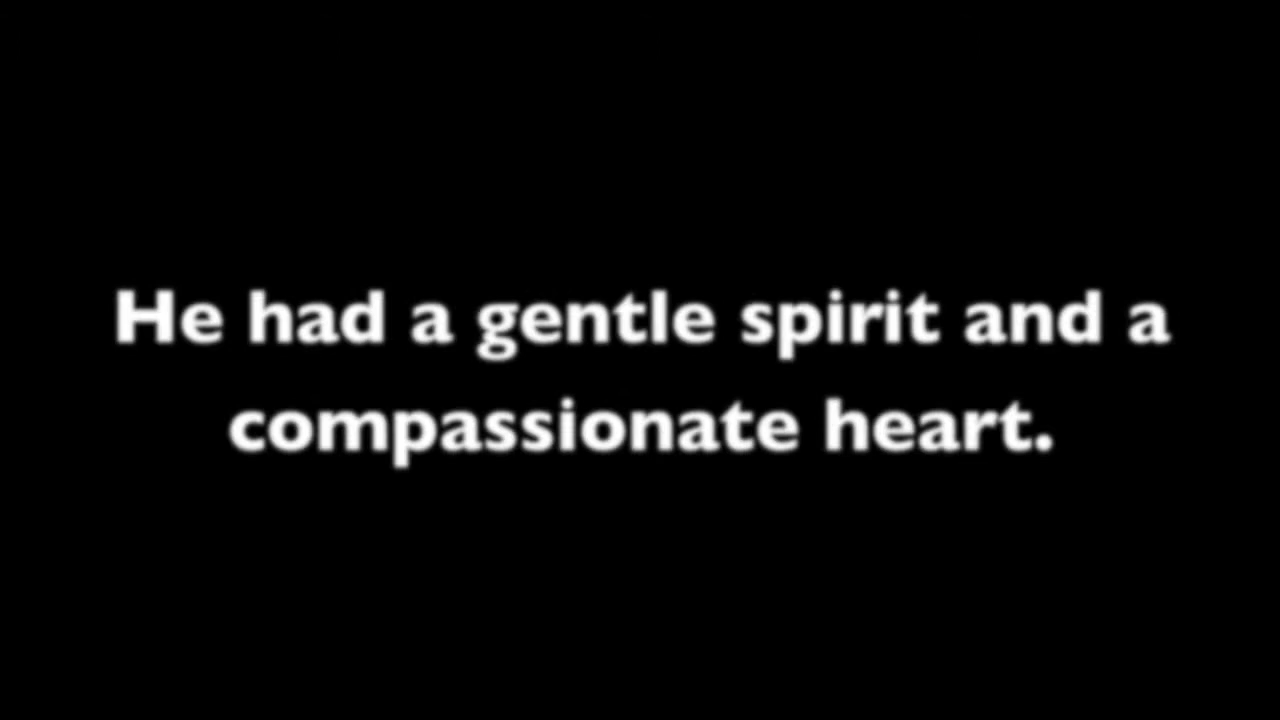 He had a gentle spirit and a
compassionate heart.